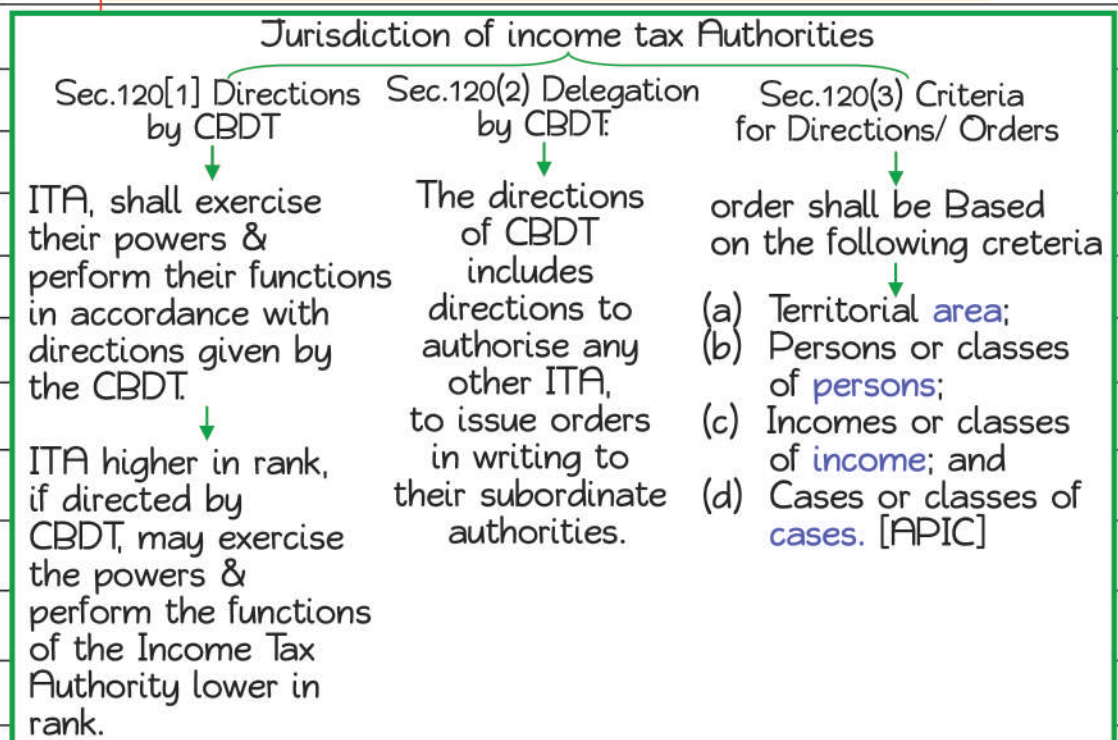 Jurisdiction of income tax Authorities
Sec.120[1] Directions
by CBDT
ITA, shall exercise
their powers &
perform their functions
in accordance with
directions given by
the CBDT.
ITA higher in rank,
if directed by
CBDT, may exercise
the powers &
perform the functions
of the Income Tax
Authority lower in
rank.
Sec.120(2) Delegation
by CBDT:
The directions
of CBDT
includes
directions to
authorise any
other ITA,
to issue orders
in writing to
their subordinate
authorities.
Sec.120(3) Criteria
for Directions/ Orders
order shall be Based
on the following creteria
(a) Territorial area;
(b) Persons or classes
of persons;
(c) Incomes or classes
of income; and
(d) Cases or classes of
cases. [APIC]